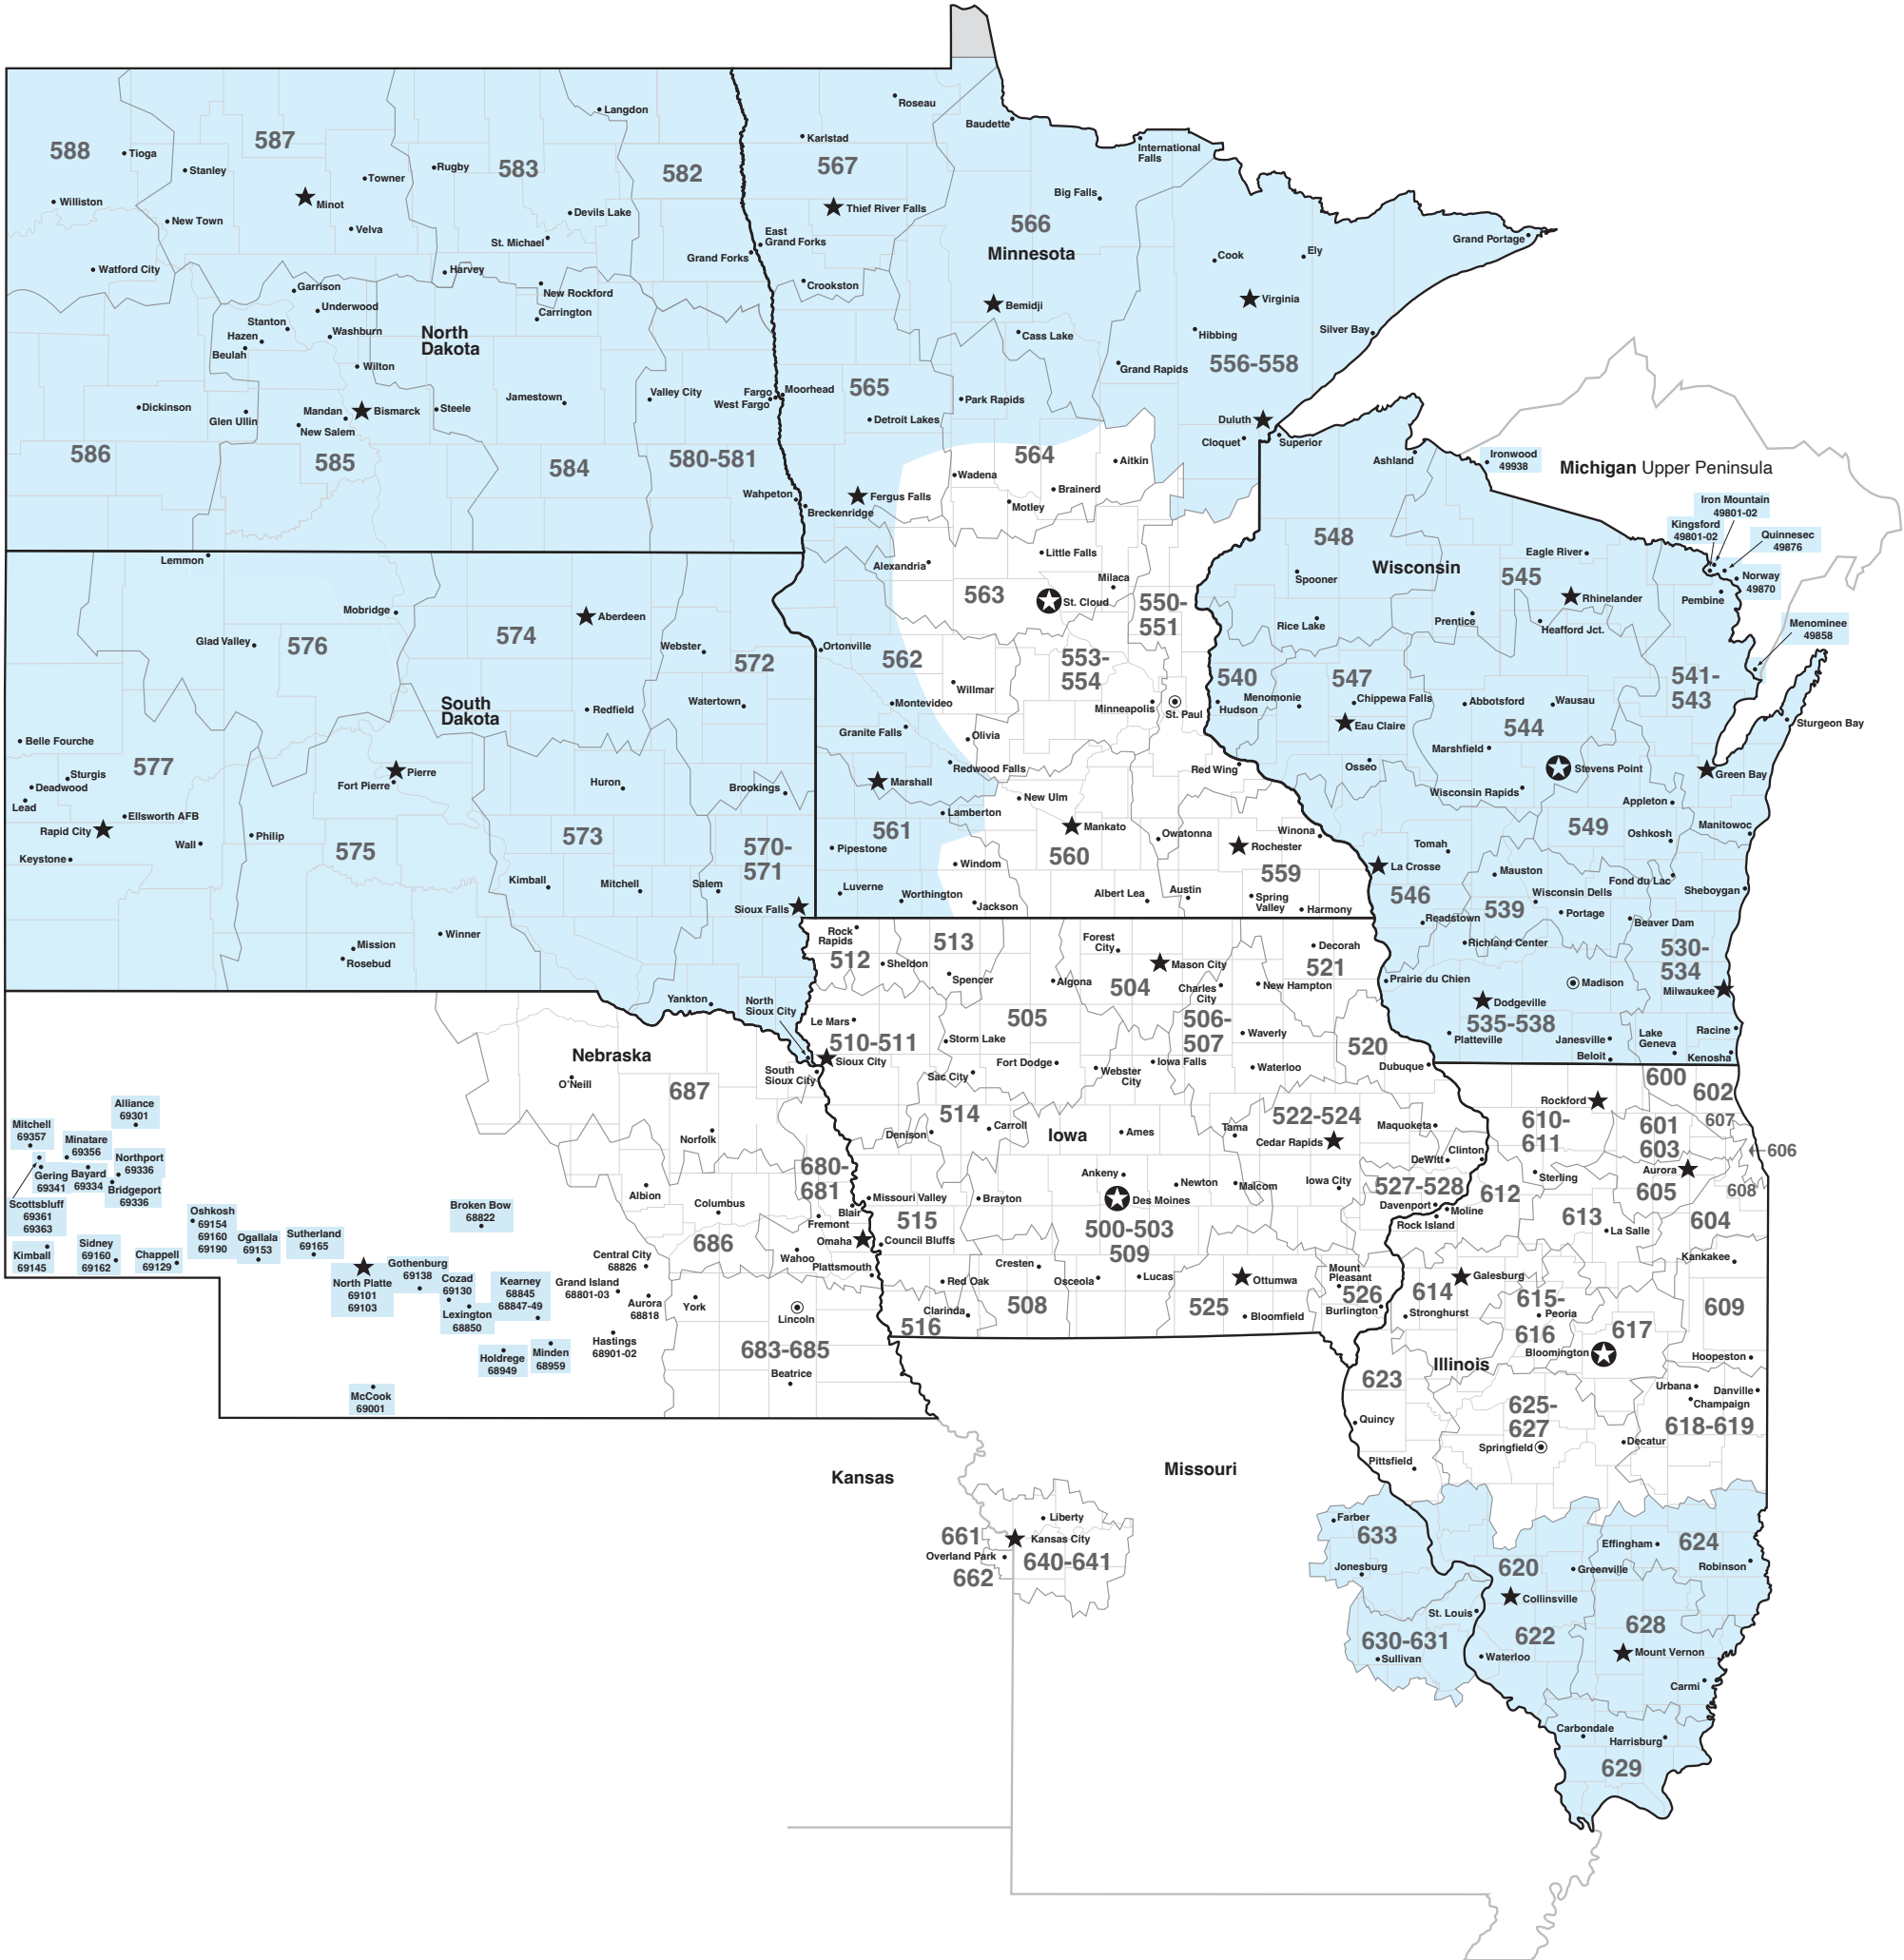 588
587
Langdon
Tioga
Stanley
Towner
Rugby
583
582
Williston
Minot
New Town
Velva
Devils Lake
St. Michael
Grand Forks
Watford City
Garrison
Harvey
New Rockford
Carrington
Underwood
Stanton
Hazen
Washburn
Beulah
North
Dakota
Wilton
Dickinson
Glen Ullin
Mandan
Bismarck
New Salem
Steele
Jamestown
Valley City
Fargo
West Fargo
586
585
584
580-581
Wahpeton
Roseau
Baudette
Karlstad
567
International
Falls
Big Falls
Thief River Falls
566
Minnesota
East
Grand Forks
Crookston
Bemidji
Cass Lake
Cook
Ely
Grand Portage
Virginia
Hibbing
Silver Bay
556-558
Grand Rapids
Moorhead
565
Detroit Lakes
Park Rapids
Duluth
Cloquet
564
Wadena
Aitkin
Brainerd
Motley
Fergus Falls
Breckenridge
Little Falls
Alexandria
Milaca
563
St. Cloud
550-
551
Ortonville
562
553-
554
Willmar
Montevideo
Minneapolis
St. Paul
Granite Falls
Olivia
Redwood Falls
Red Wing
Marshall
New Ulm
Lamberton
Mankato
561
Owatonna
Winona
Rochester
Pipestone
560
Windom
559
Luverne
Worthington
Jackson
Albert Lea
Austin
Spring
Valley
Harmony
Lemmon
Mobridge
Aberdeen
574
Glad Valley
576
Webster
572
South
Dakota
Redfield
Watertown
Belle Fourche
577
Sturgis
Deadwood
Lead
Pierre
Fort Pierre
Huron
Brookings
Ellsworth AFB
Rapid City
Wall
Philip
Keystone
575
573
570-
571
Kimball
Mitchell
Salem
Sioux Falls
Mission
Rosebud
Winner
Yankton
North
Sioux City
Superior
Ashland
Ironwood
49938
Michigan Upper Peninsula
Iron Mountain
49801-02
Kingsford
49801-02
Quinnesec
49876
Norway
49870
Menominee
49858
548
Wisconsin
Eagle River
545
Spooner
Rhinelander
Pembine
Rice Lake
Prentice
Heafford Jct.
540
547
541-
543
Menomonie
Hudson
Chippewa Falls
Abbotsford
Wausau
Eau Claire
544
Sturgeon Bay
Marshfield
Osseo
Stevens Point
Green Bay
Wisconsin Rapids
Appleton
549
Oshkosh
Manitowoc
Tomah
La Crosse
Mauston
Fond du Lac
546
Wisconsin Dells
Sheboygan
539
Readstown
Portage
Beaver Dam
Richland Center
530-
534
Prairie du Chien
Madison
Milwaukee
Dodgeville
535-538
Platteville
Janesville
Beloit
Lake
Geneva
Racine
Kenosha
Rock
Rapids
512
513
Sheldon
Spencer
Forest
City
Mason City
Algona
504
Charles
City
Decorah
521
New Hampton
Le Mars
510-511
Sioux City
Storm Lake
505
506-
507
Waverly
520
Fort Dodge
Iowa Falls
Waterloo
Dubuque
Sac City
Webster
City
514
Carroll
Denison
Iowa
Ames
522-524
Tama
Cedar Rapids
Maquoketa
DeWitt
Clinton
Ankeny
Newton
Malcom
Iowa City
527-528
Davenport
Missouri Valley
Brayton
Des Moines
515
500-503
509
Council Bluffs
Red Oak
Creston
Osceola
Lucas
Ottumwa
Mount
Pleasant
526
Clarinda
508
525
Bloomfield
Burlington
516
Nebraska
O'Neill
South
Sioux City
687
Norfolk
Alliance
69301
Mitchell
69357
Minatare
69356
Northport
69336
Gering
69341
Bayard
69334
Bridgeport
69336
Scottsbluff
69361
69363
Kimball
69145
Sidney
69160
69162
Chappell
69129
Oshkosh
69154
69160
69190
Ogallala
69153
Sutherland
69165
Broken Bow
68822
North Platte
69101
69103
Gothenburg
69138
Cozad
69130
Lexington
68850
Kearney
68845
68847-49
Holdrege
68949
Minden
68959
McCook
69001
Albion
Columbus
680-
681
Blair
Fremont
Omaha
686
Wahoo
Plattsmouth
Central City
68826
Grand Island
68801-03
Aurora
68818
York
Lincoln
Hastings
68901-02
683-685
Beatrice
600
602
Rockford
610-
611
601
603
607
606
Sterling
Aurora
605
608
612
Moline
Rock Island
613
604
La Salle
Kankakee
Galesburg
614
Stronghurst
615-
616
Peoria
617
609
Bloomington
Hoopeston
Illinois
623
Urbana
Danville
Champaign
618-619
625-
627
Quincy
Springfield
Decatur
Pittsfield
Kansas
Missouri
Liberty
661
Kansas City
Overland Park
640-641
662
Farber
633
Jonesburg
St. Louis
630-631
Sullivan
Effingham
624
620
Greenville
Robinson
Collinsville
628
622
Waterloo
Mount Vernon
Carmi
Carbondale
Harrisburg
629